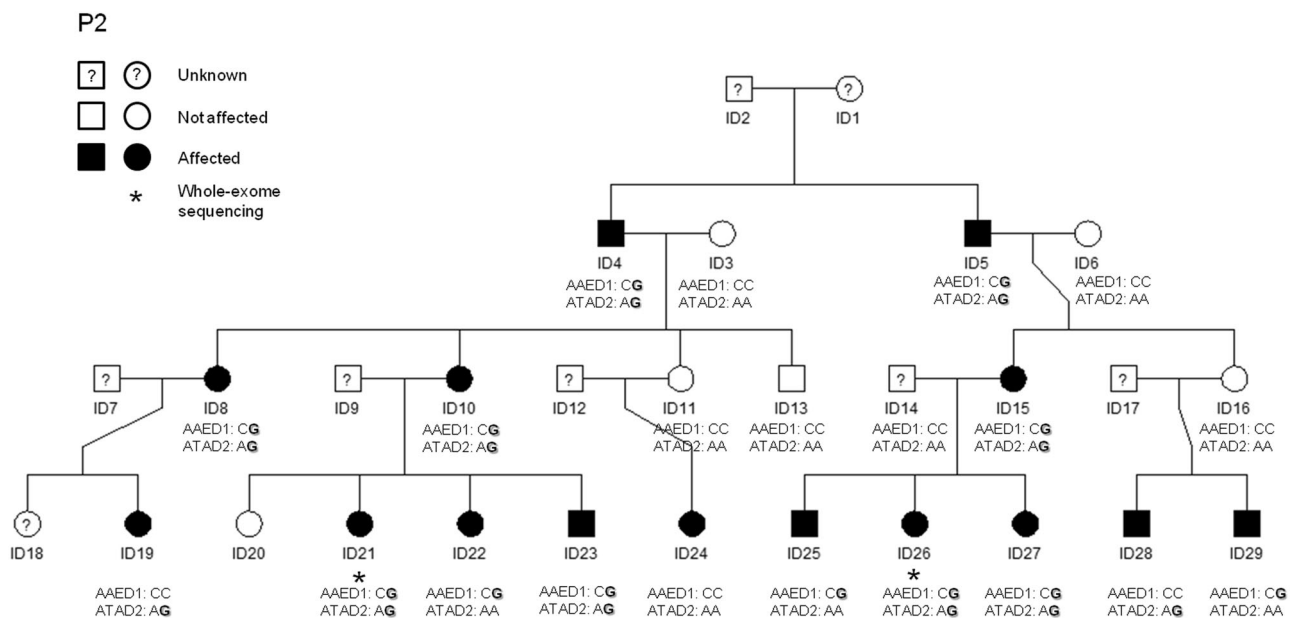 P2
? ? Unknown
Not affected
Affected
* Whole-exome
sequencing
? ?
ID2 ID1
ID4 ID3 ID5 ID6
AAED1: CG AAED1: CC AAED1: CG AAED1: CC
ATAD2: AG ATAD2: AA ATAD2: AG ATAD2: AA
? ? ? ? ?
ID7 ID8 ID9 ID10 ID12 ID11 ID13 ID14 ID15 ID17 ID16
AAED1: CG AAED1: CG AAED1: CC AAED1: CC AAED1: CC AAED1: CG AAED1: CC
ATAD2: AG ATAD2: AG ATAD2: AA ATAD2: AA ATAD2: AA ATAD2: AG ATAD2: AA
?
ID18 ID19 ID20 ID21 ID22 ID23 ID24 ID25 ID26 ID27 ID28 ID29
* *
AAED1: CC AAED1: CG AAED1: CG AAED1: CG AAED1: CC AAED1: CG AAED1: CG AAED1: CG AAED1: CC AAED1: CG
ATAD2: AG ATAD2: AG ATAD2: AA ATAD2: AG ATAD2: AA ATAD2: AA ATAD2: AG ATAD2: AG ATAD2: AG ATAD2: AA